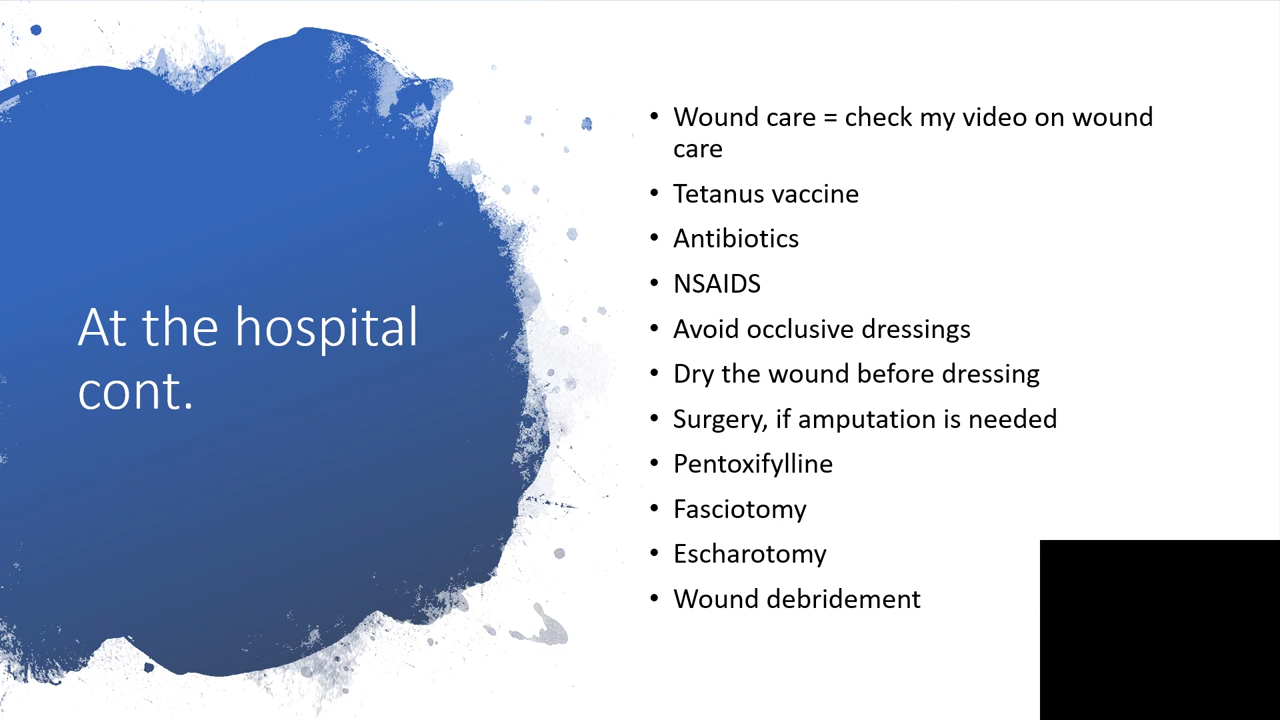 At the hospital
cont.
• Wound care = check my video on wound
care
• Tetanus vaccine
• Antibiotics
• NSAIDS
• Avoid occlusive dressings
• Dry the wound before dressing
• Surgery, if amputation is needed
• Pentoxifylline
• Fasciotomy
• Escharotomy
• Wound debridement